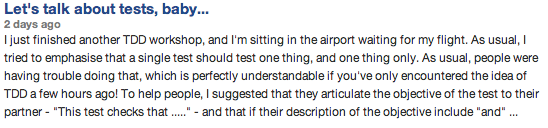 Let's talk about tests, baby...
2 days ago
I just finished another TDD workshop, and I'm sitting in the airport waiting for my flight. As usual, I
tried to emphasise that a single test should test one thing, and one thing only. As usual, people were
having trouble doing that, which is perfectly understandable if you've only encountered the idea of
TDD a few hours ago! To help people, I suggested that they articulate the objective of the test to their
partner - "This test checks that ....." - and that if their description of the objective include "and" ...